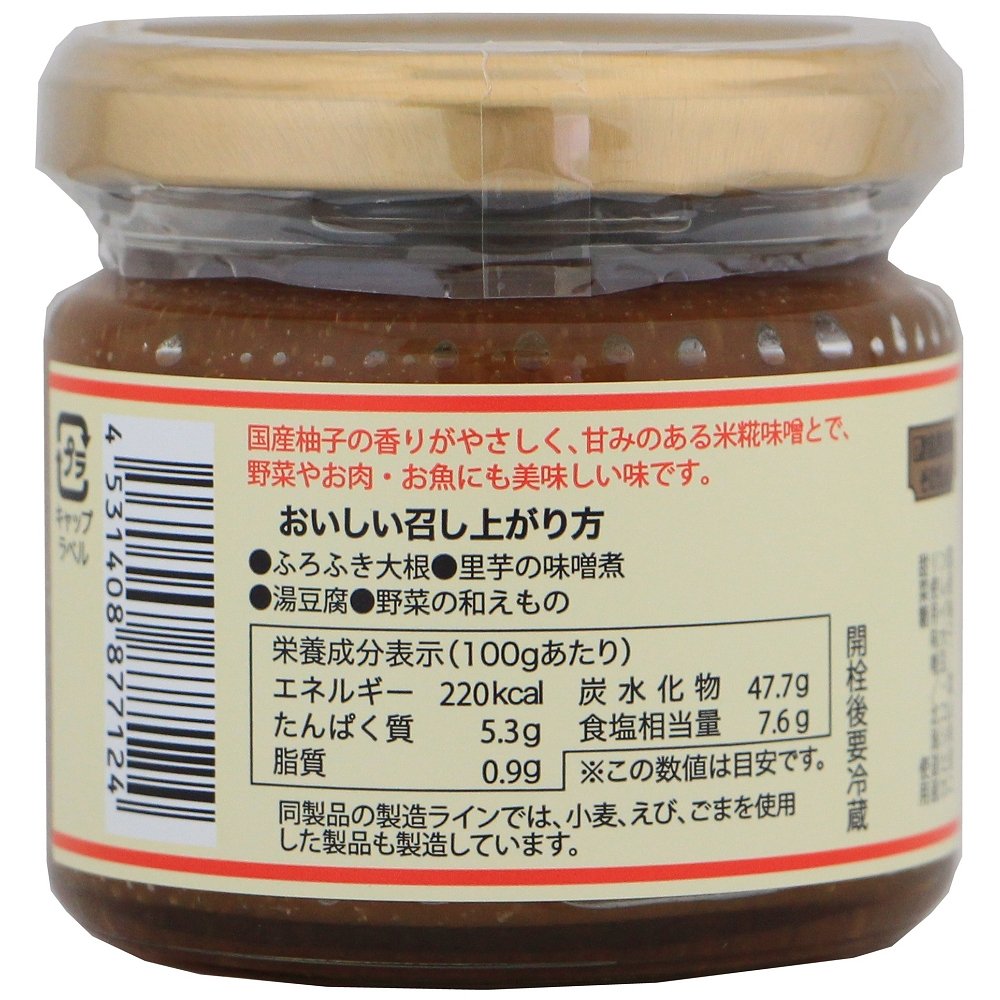 国産柚子の香りがやさしく、甘みのある米糀味噌とで、
野菜やお肉・お魚にも美味しい味です。
おいしい召し上がり方
●ふろふき大根●里芋の味噌煮
●湯豆腐●野菜の和えもの
栄養成分表示(100gあたり)
エネルギー 220kcal 炭水化物 47.7g
たんぱく質 5.3g 食塩相当量 7.6g
脂質 0.9g ※この数値は目安です。
同製品の製造ラインでは、小麦、えび、ごまを使用
した製品も製造しています。
開栓後要冷蔵
プラ
キャップ
ラベル
4531408877124